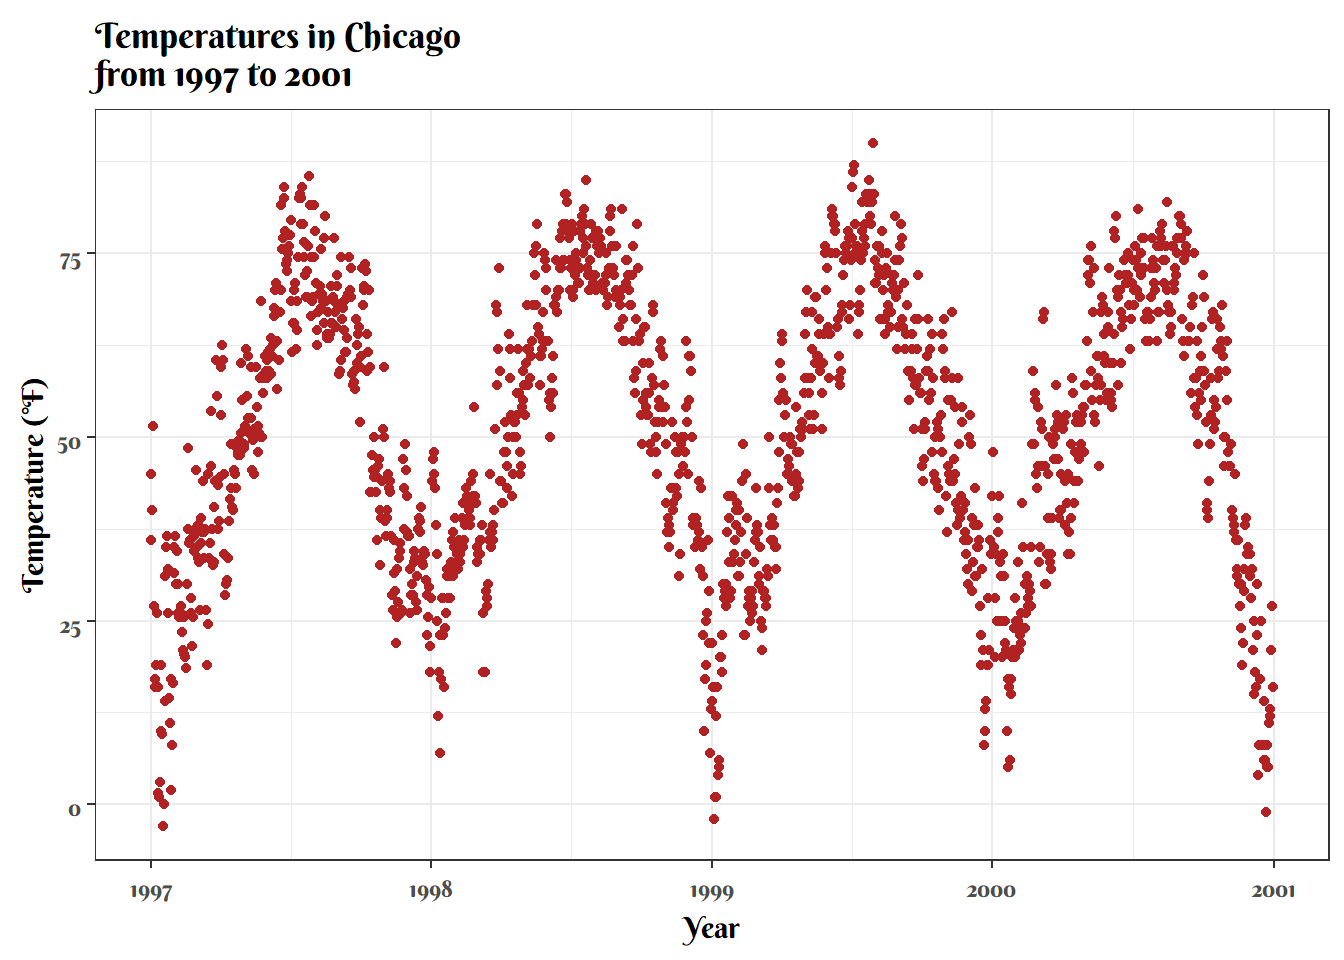 Temperatures in Chicago
from 1997 to 2001
75
50
25
0
Temperature (°F)
1997 1998 1999 2000 2001
Year